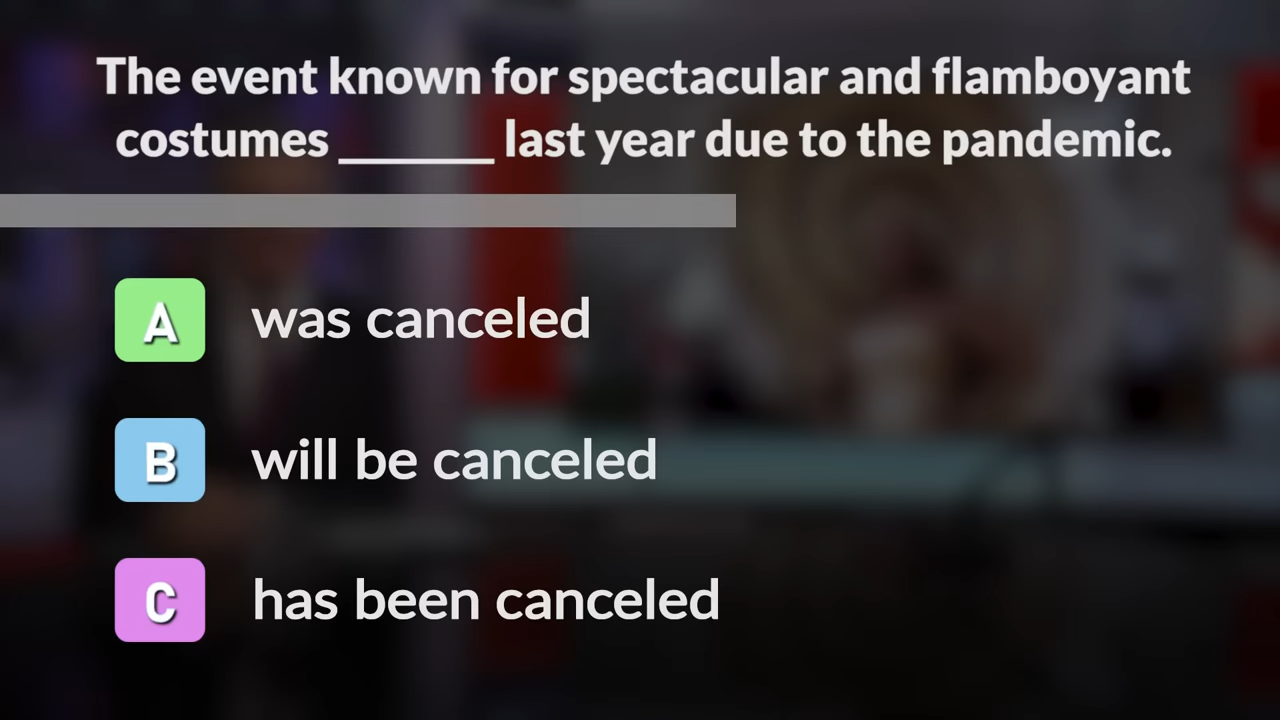 The event known for spectacular and flamboyant
costumes ______ last year due to the pandemic.
A was canceled
B will be canceled
C has been canceled